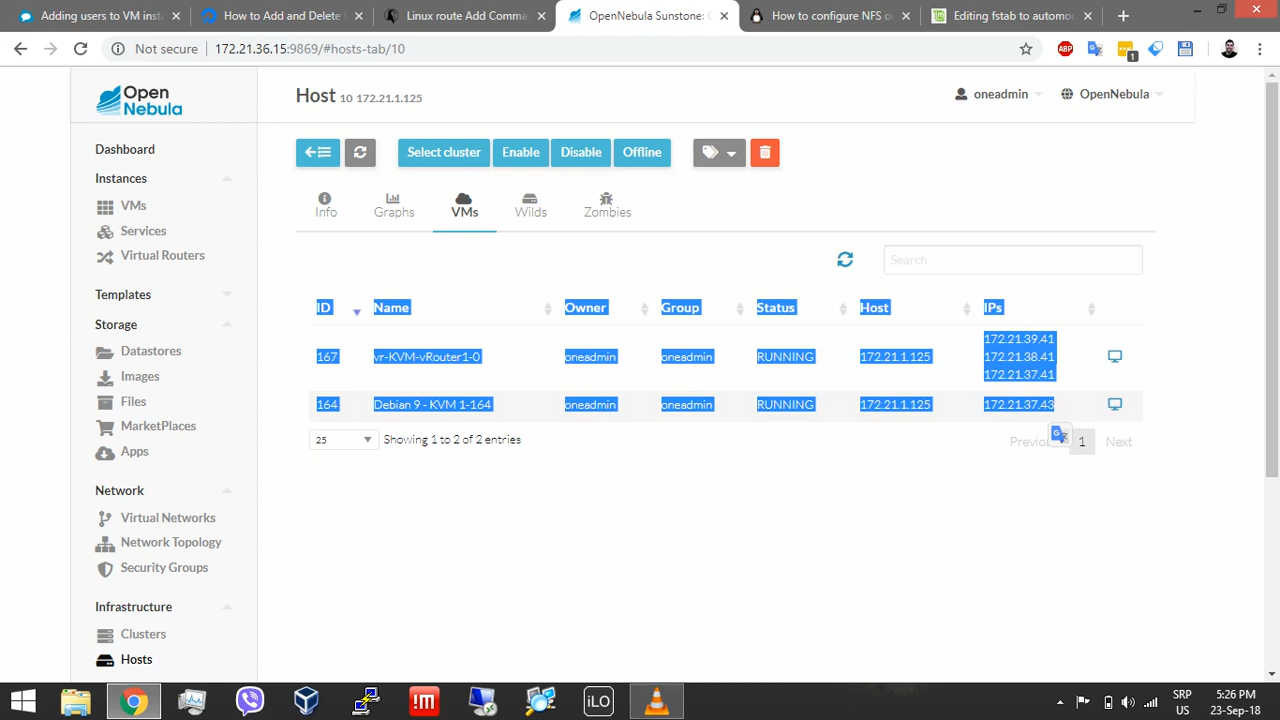 Adding users to VM inst
How to Add and Delete
Linux route Add Comma
OpenNebula Sunstone: C
How to configure NFS o
Editing fstab to automou
Not secure
172.21.36.15:9869/#hosts-tab/10
ABP
1
Open
Nebula
Host 10 172.21.1.125
oneadmin
OpenNebula
Select cluster
Enable
Disable
Offline
Dashboard
Instances
VMs
Services
Virtual Routers
Templates
Storage
Datastores
Images
Files
MarketPlaces
Apps
Network
Virtual Networks
Network Topology
Security Groups
Infrastructure
Clusters
Hosts
Info
Graphs
VMs
Wilds
Zombies
Search
ID Name Owner Group Status Host IPs
167 vr-KVM-vRouter1-0 oneadmin oneadmin RUNNING 172.21.1.125 172.21.39.41
172.21.38.41
172.21.37.41
164 Debian 9 - KVM 1-164 oneadmin oneadmin RUNNING 172.21.1.125 172.21.37.43
25
Showing 1 to 2 of 2 entries
1
Next
iLO
SRP
US
5:26 PM
23-Sep-18